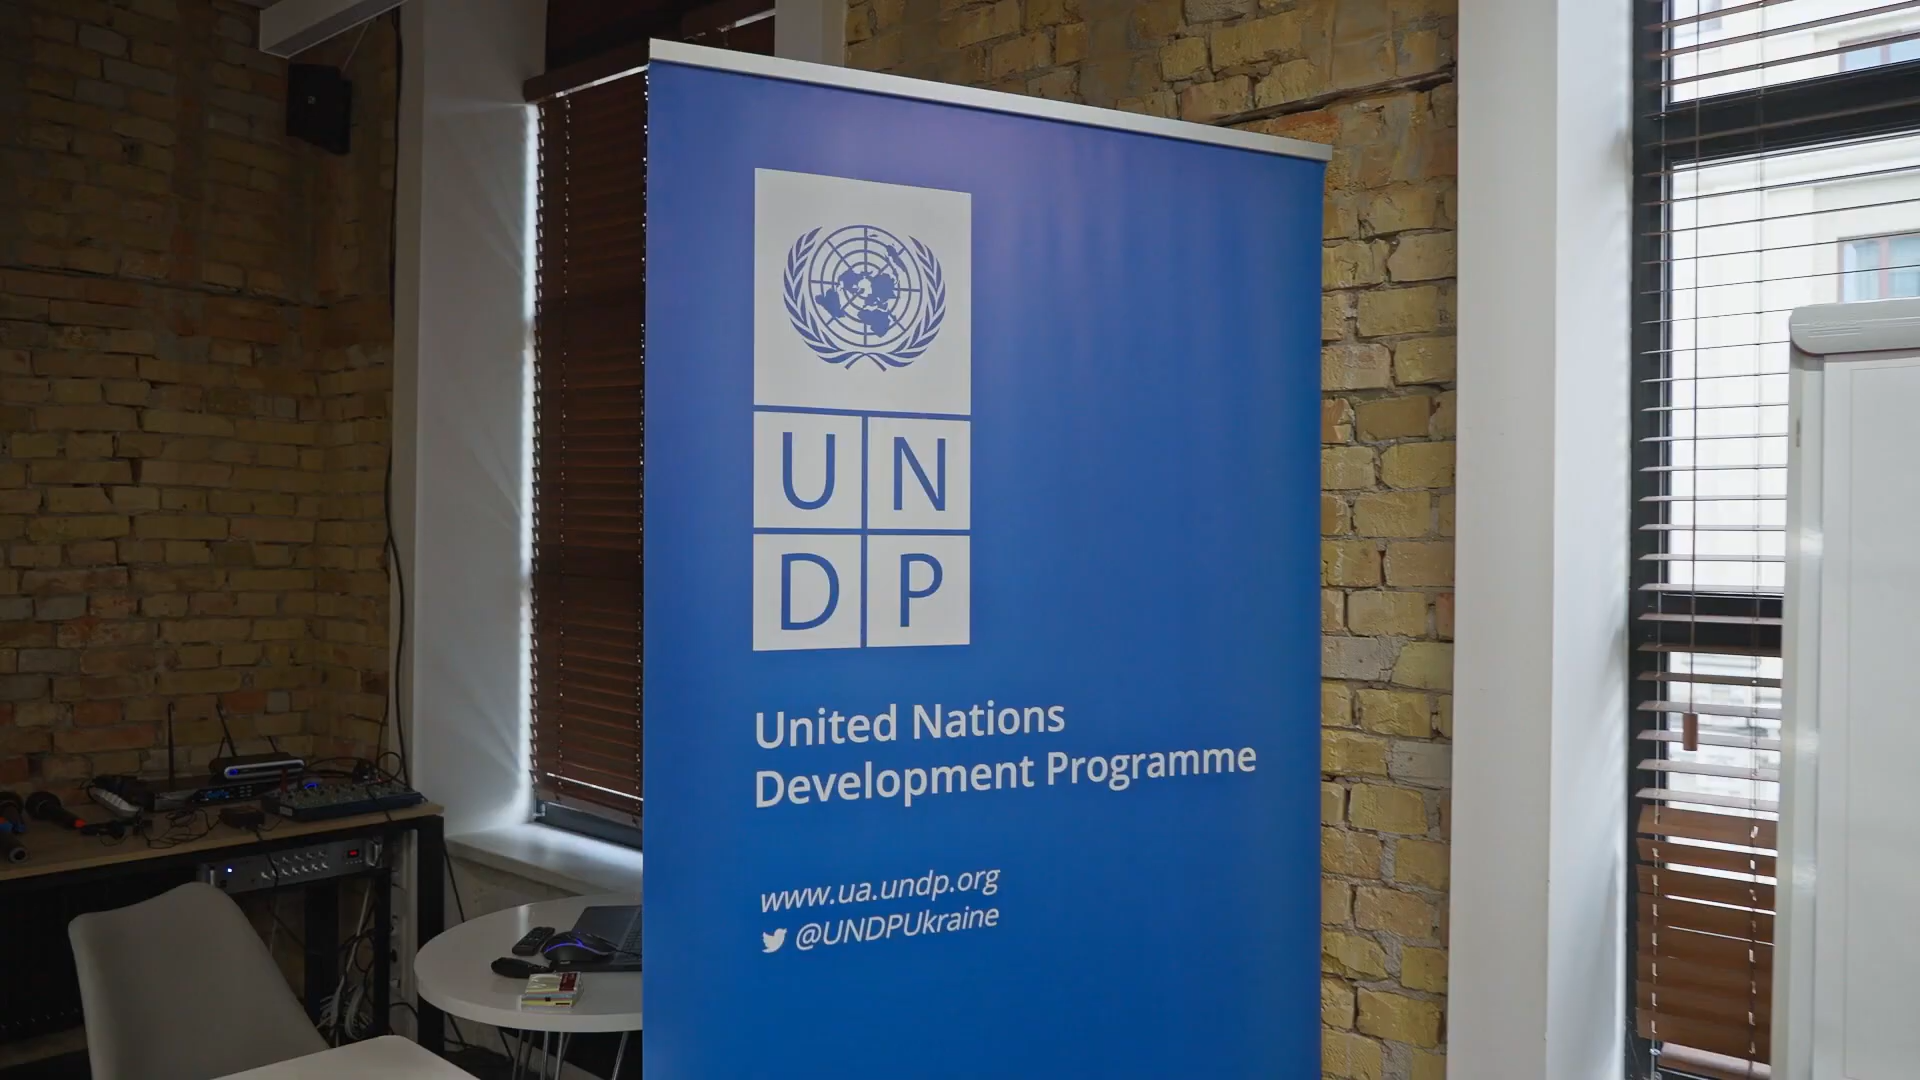 U N
D P
United Nations
Development Programme
www.ua.undp.org
@UNDPUkraine